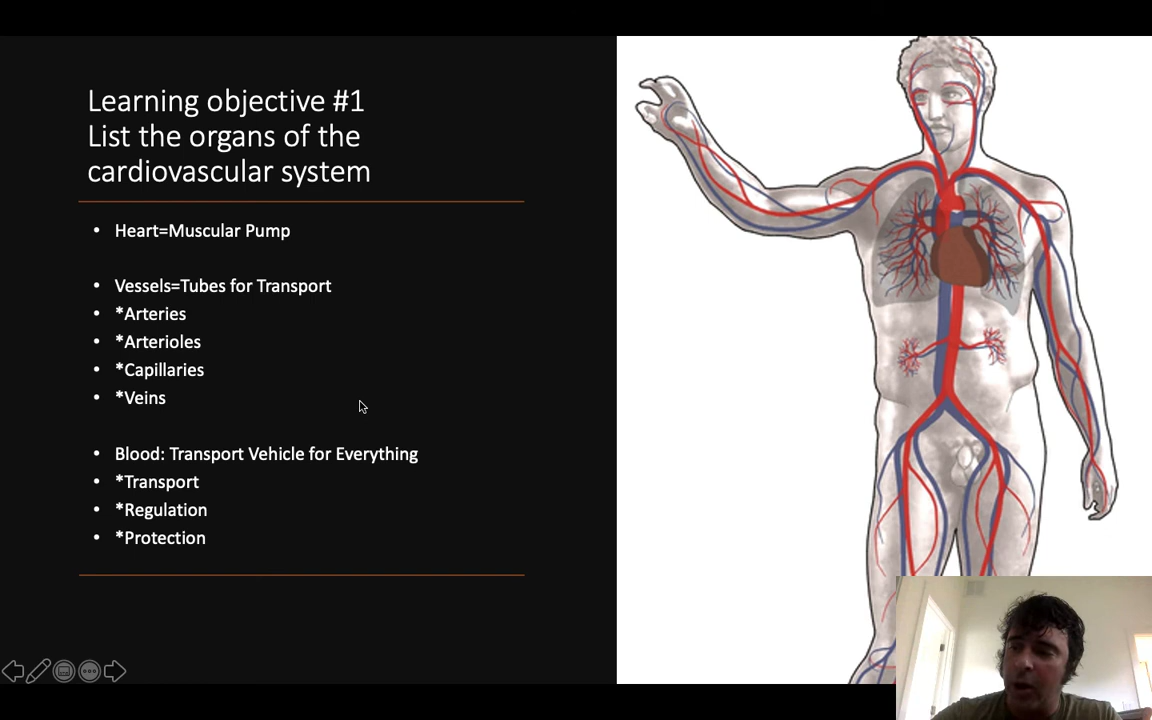 Learning objective #1
List the organs of the
cardiovascular system
• Heart=Muscular Pump
• Vessels=Tubes for Transport
• *Arteries
• *Arterioles
• *Capillaries
• *Veins
• Blood: Transport Vehicle for Everything
• *Transport
• *Regulation
• *Protection